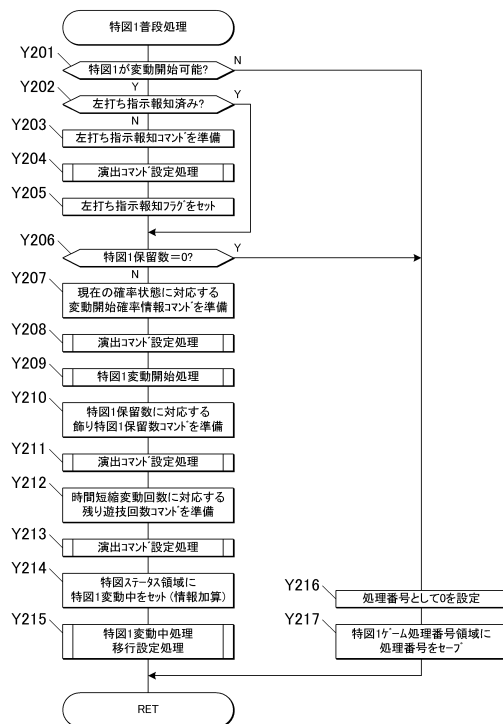 特図1普段処理
Y201
特図1が変動開始可能?
N
Y
Y202
左打ち指示報知済み?
Y
N
Y203
左打ち指示報知コマンドを準備
Y204
演出コマンド設定処理
Y205
左打ち指示報知フラグをセット
Y206
特図1保留数=0?
Y
N
Y207
現在の確率状態に対応する
変動開始確率情報コマンドを準備
Y208
演出コマンド設定処理
Y209
特図1変動開始処理
Y210
特図1保留数に対応する
飾り特図1保留数コマンドを準備
Y211
演出コマンド設定処理
Y212
時間短縮変動回数に対応する
残り遊技回数コマンドを準備
Y213
演出コマンド設定処理
Y214
特図ステータス領域に
特図1変動中をセット(情報加算)
Y215
特図1変動中処理
移行設定処理
Y216
処理番号として0を設定
Y217
特図1ゲーム処理番号領域に
処理番号をセーブ
RET